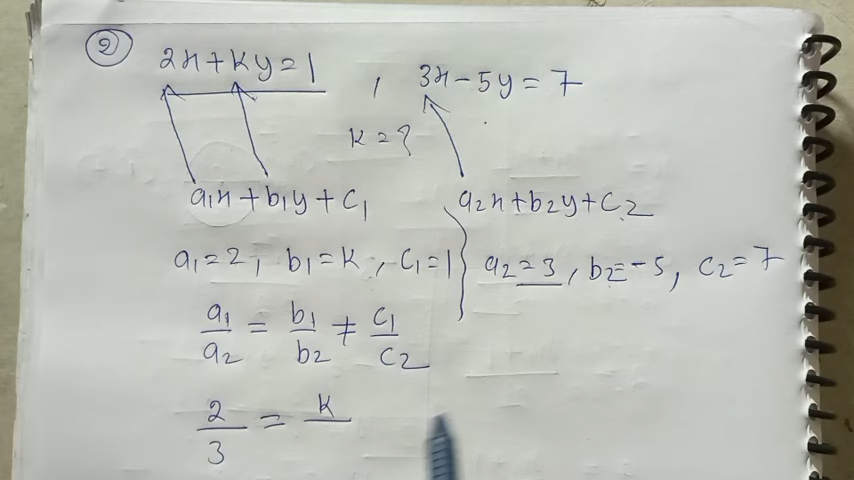 ② 2x+ky=1 , 3x-5y=7
k=?
a₁x+b₁y+c₁ a₂x+b₂y+c₂
a₁=2, b₁=k, c₁=1 } a₂=3, b₂=-5, c₂=7
a₁/a₂ = b₁/b₂ ≠ c₁/c₂
2/3 = k/